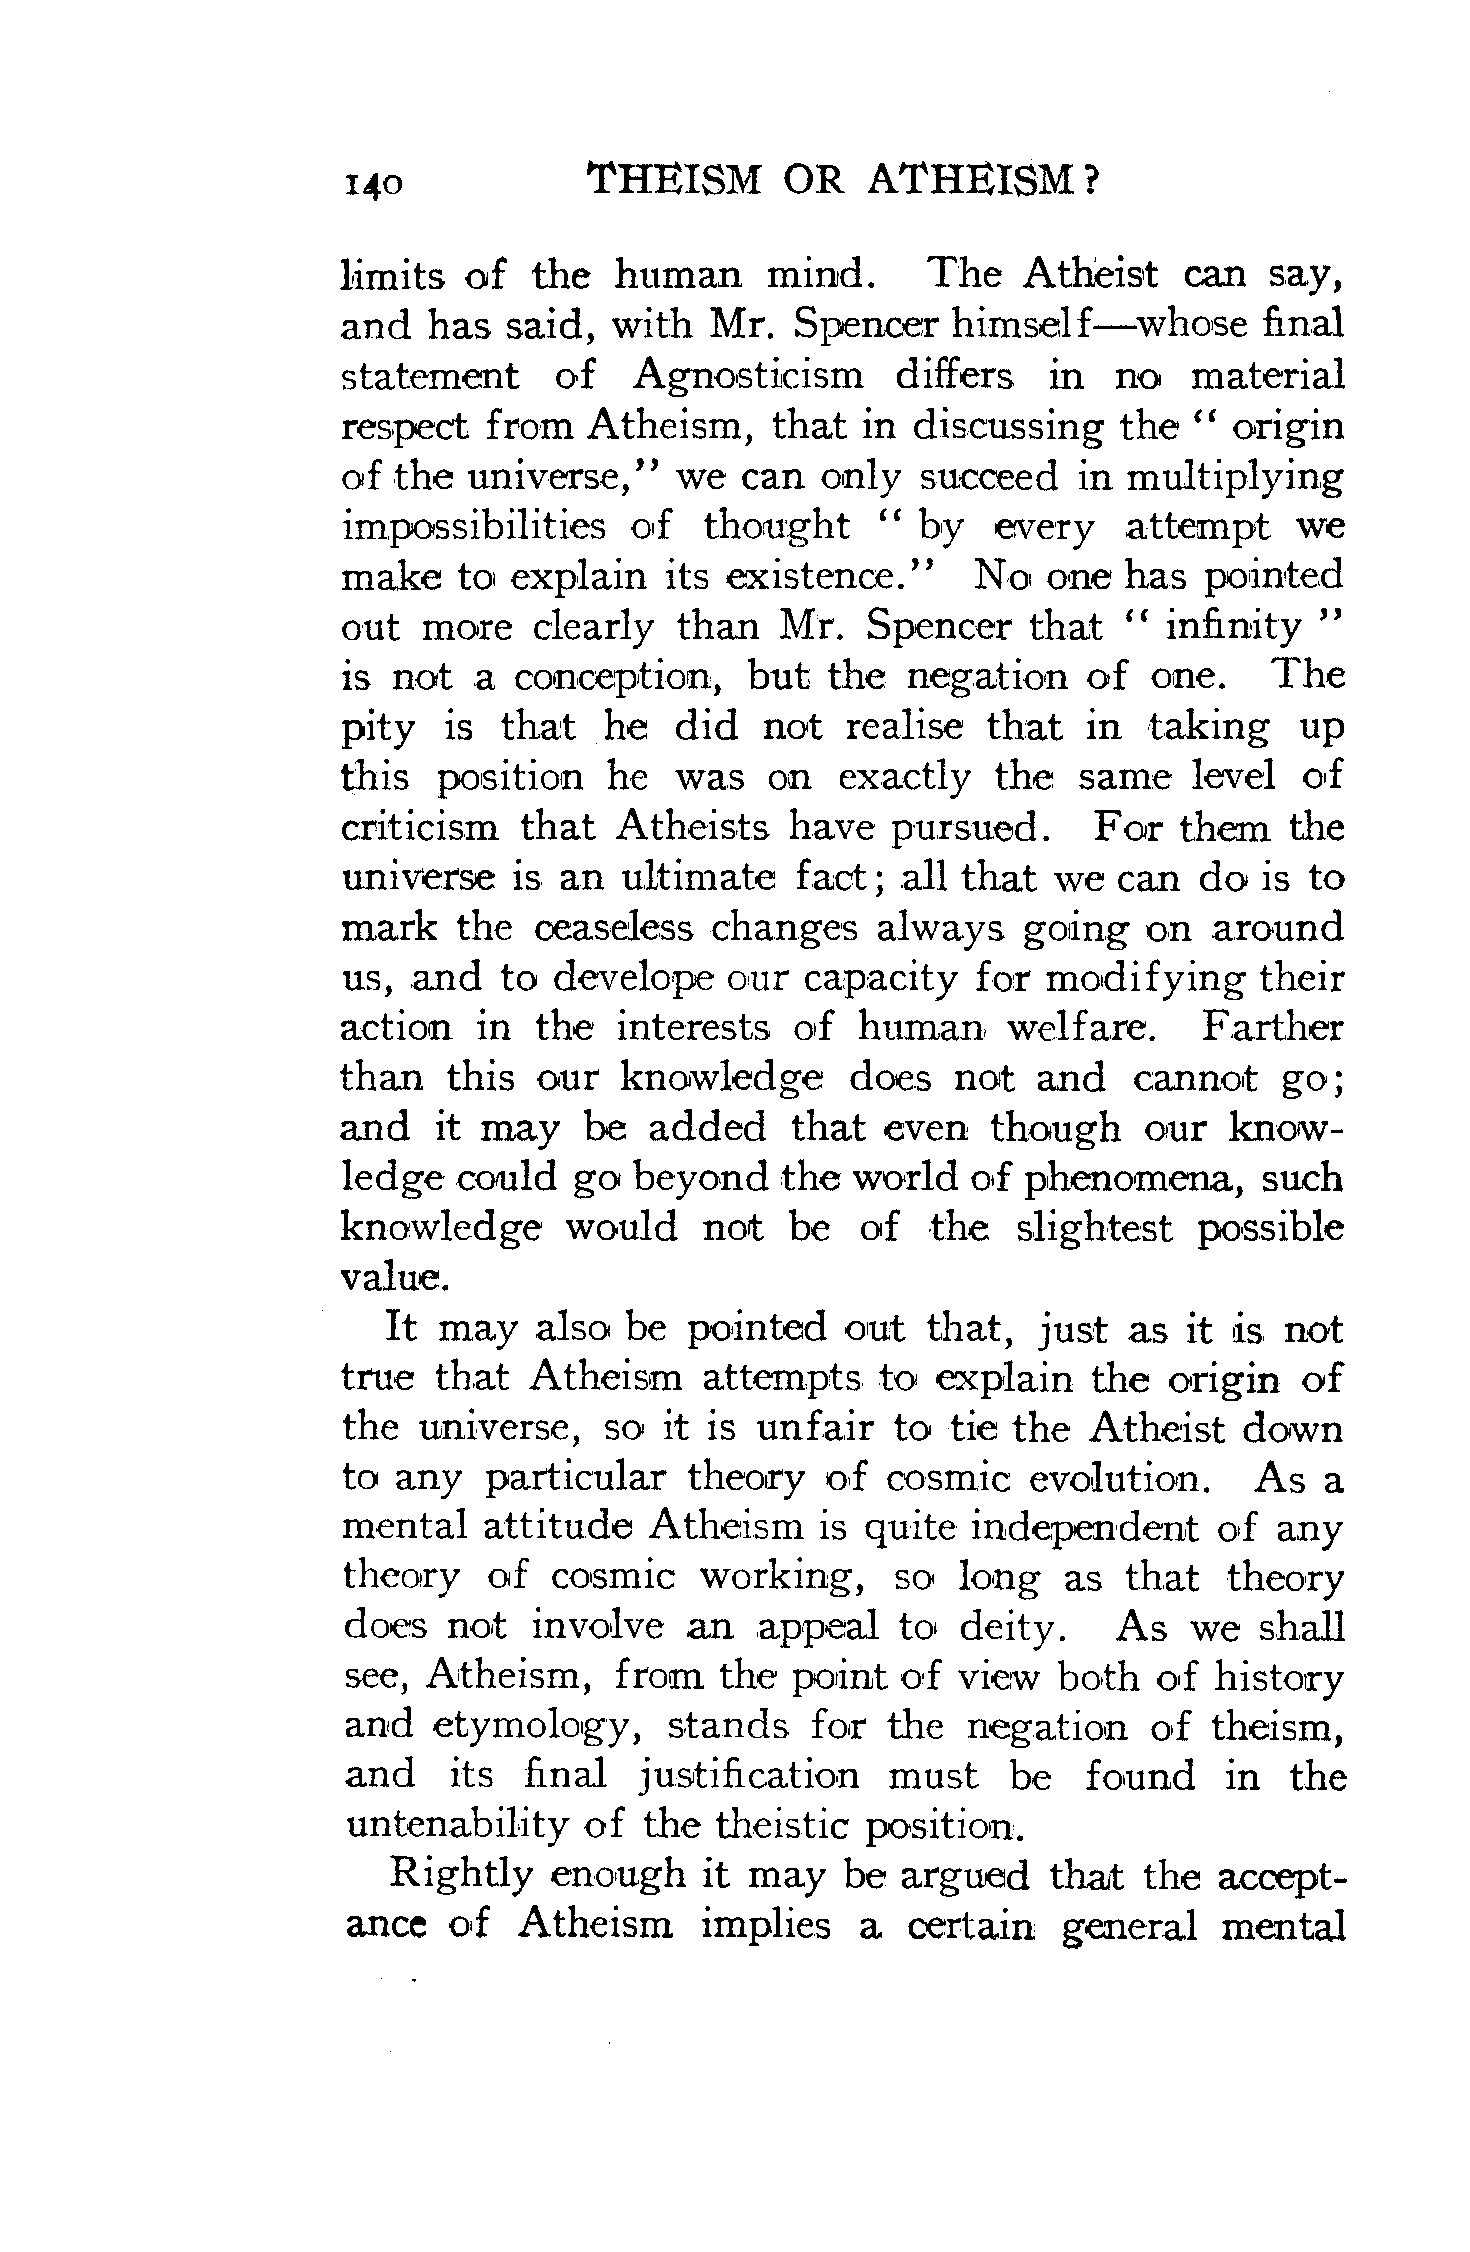 140 THEISM OR ATHEISM?
limits of the human mind. The Atheist can say,
and has said, with Mr. Spencer himself—whose final
statement of Agnosticism differs in no material
respect from Atheism, that in discussing the “ origin
of the universe,” we can only succeed in multiplying
impossibilities of thought “ by every attempt we
make to explain its existence.” No one has pointed
out more clearly than Mr. Spencer that “ infinity ”
is not a conception, but the negation of one. The
pity is that he did not realise that in taking up
this position he was on exactly the same level of
criticism that Atheists have pursued. For them the
universe is an ultimate fact; all that we can do is to
mark the ceaseless changes always going on around
us, and to develope our capacity for modifying their
action in the interests of human welfare. Farther
than this our knowledge does not and cannot go;
and it may be added that even though our know-
ledge could go beyond the world of phenomena, such
knowledge would not be of the slightest possible
value.
It may also be pointed out that, just as it is not
true that Atheism attempts to explain the origin of
the universe, so it is unfair to tie the Atheist down
to any particular theory of cosmic evolution. As a
mental attitude Atheism is quite independent of any
theory of cosmic working, so long as that theory
does not involve an appeal to deity. As we shall
see, Atheism, from the point of view both of history
and etymology, stands for the negation of theism,
and its final justification must be found in the
untenability of the theistic position.
Rightly enough it may be argued that the accept-
ance of Atheism implies a certain general mental